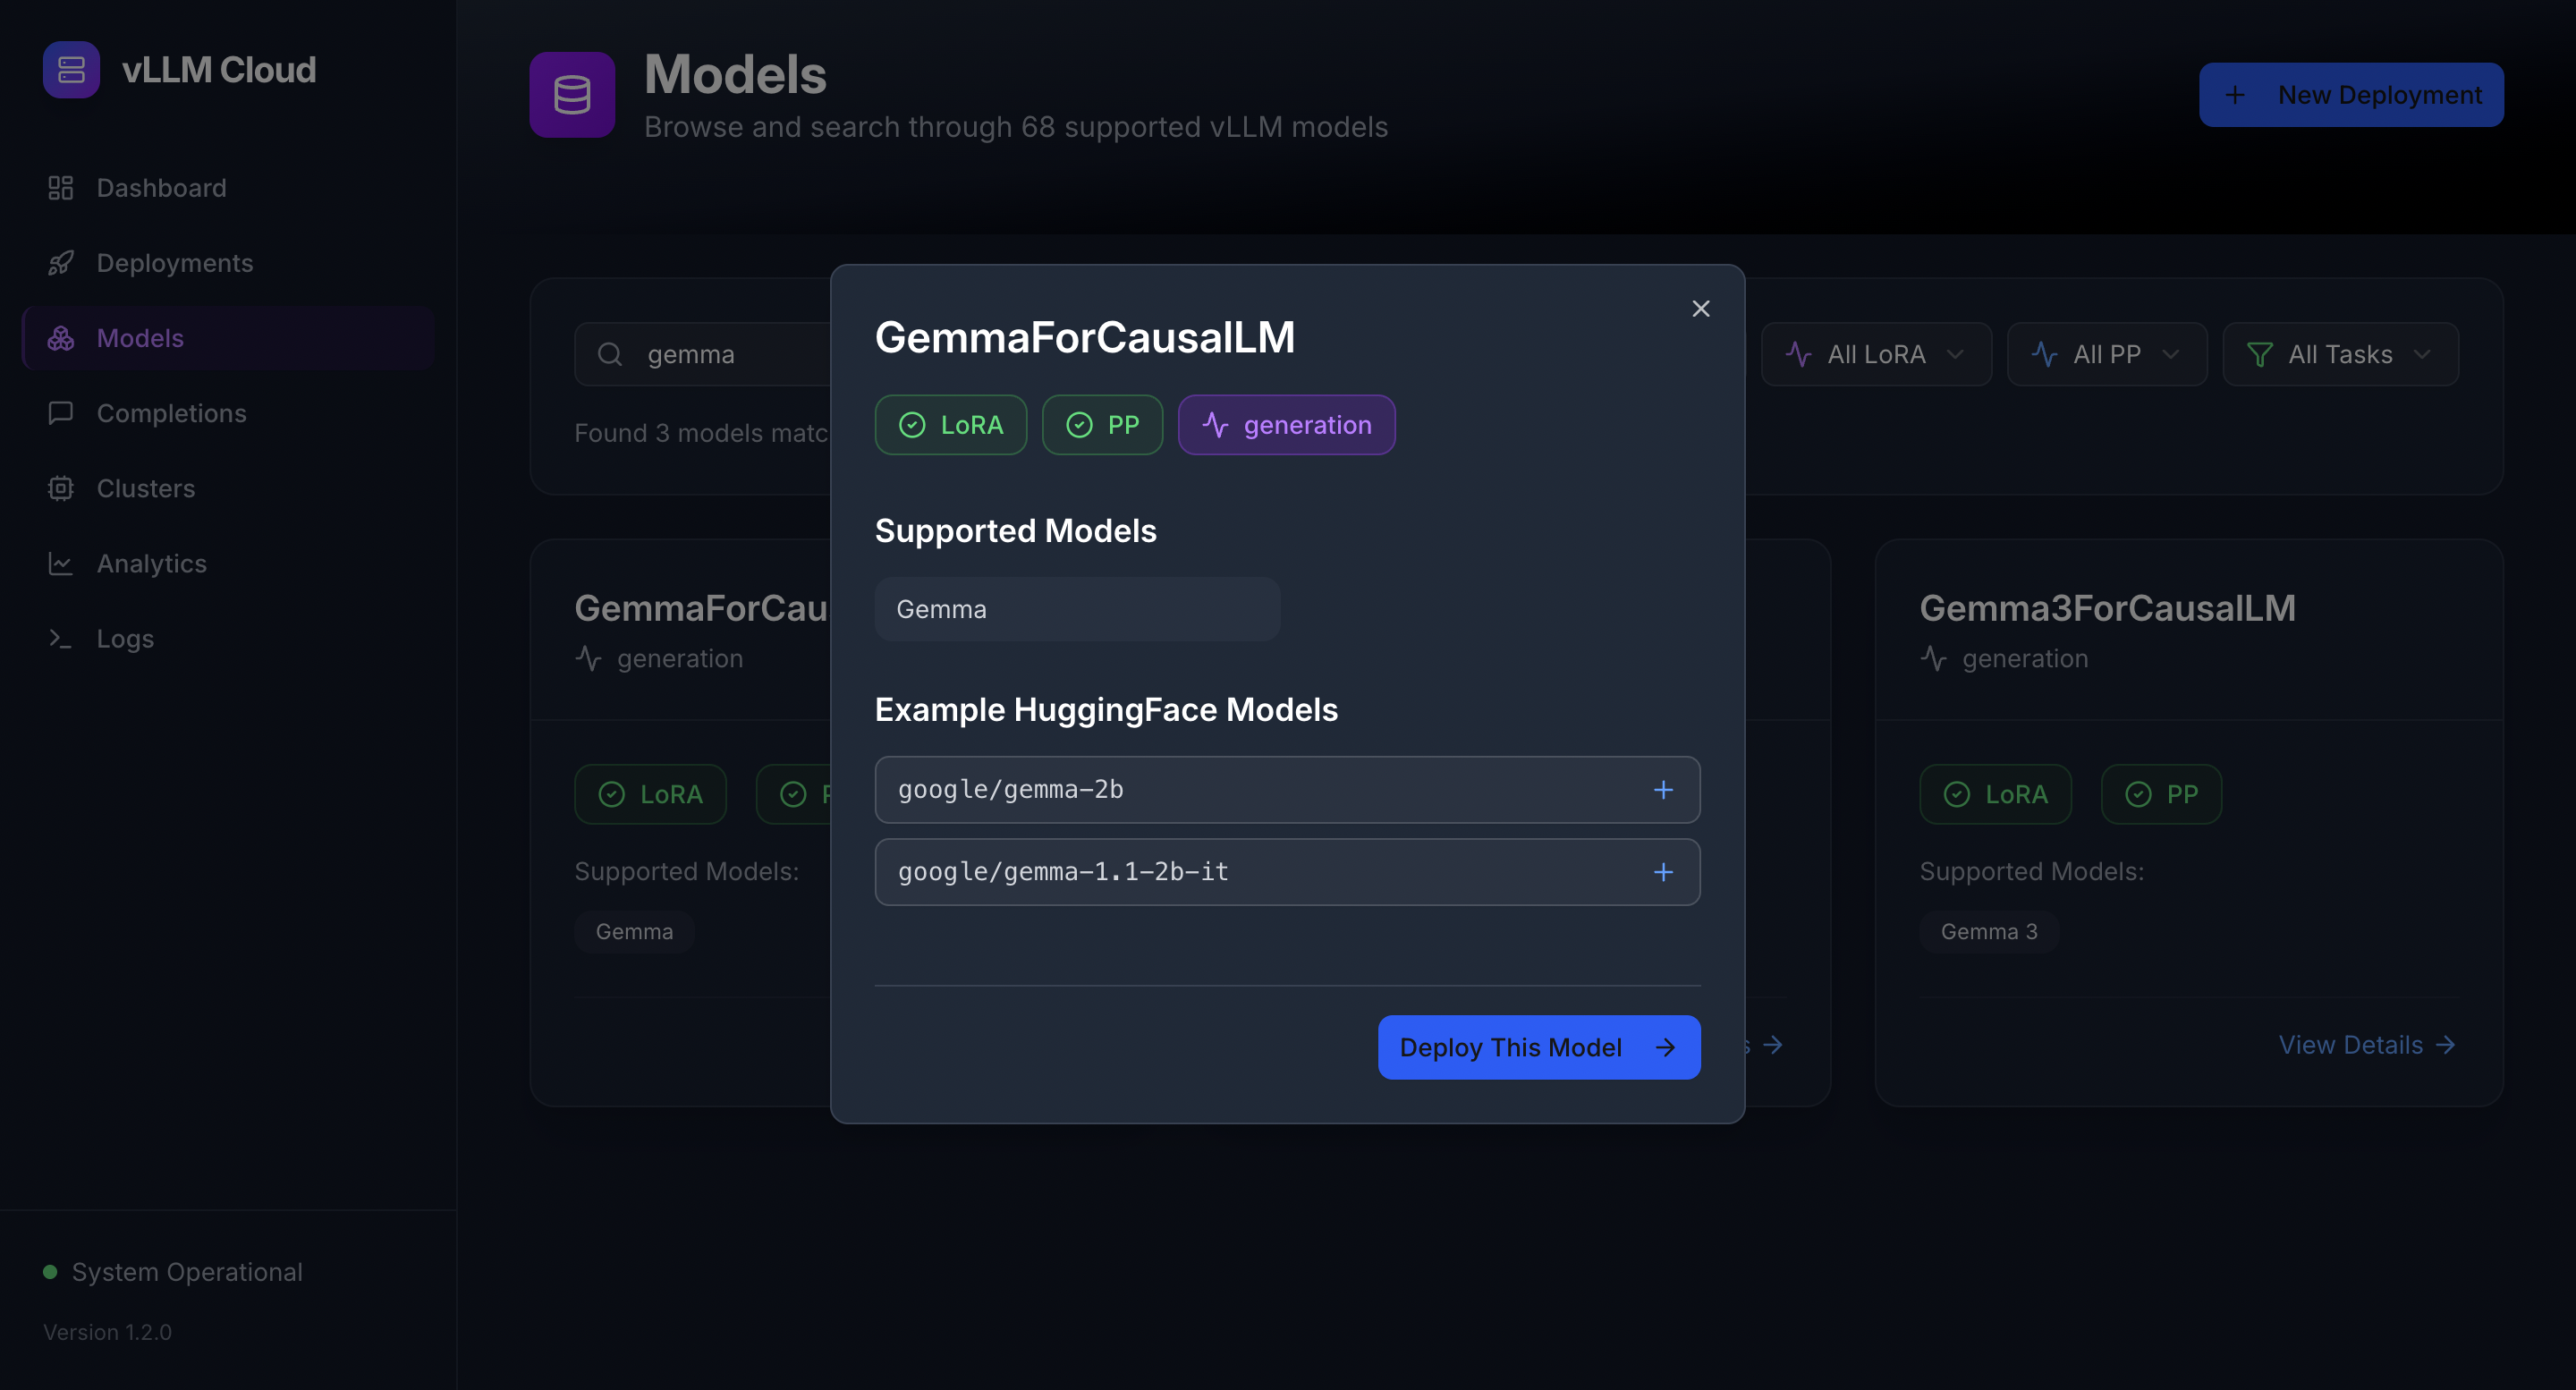 vLLM Cloud
Dashboard
Deployments
Models
Completions
Clusters
Analytics
Logs
System Operational
Version 1.2.0
Models
Browse and search through 68 supported vLLM models
New Deployment
gemma
All LoRA
All PP
All Tasks
Found 3 models matc
GemmaForCau
generation
LoRA
Supported Models:
Gemma
GemmaForCausalLM
LoRA
PP
generation
Supported Models
Gemma
Example HuggingFace Models
google/gemma-2b
google/gemma-1.1-2b-it
Deploy This Model
Gemma3ForCausalLM
generation
LoRA
PP
Supported Models:
Gemma 3
View Details